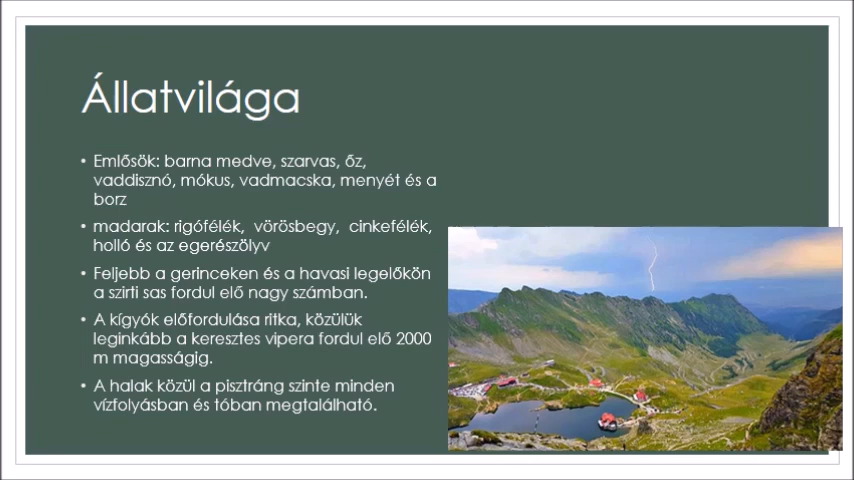 Állatvilága
• Emlősök: barna medve, szarvas, őz,
vaddisznó, mókus, vadmacska, menyét és a
borz
• madarak: rigófélék, vörösbegy, cinkefélék,
holló és az egerészölyv
• Feljebb a gerinceken és a havasi legelőkön
a szirti sas fordul elő nagy számban.
• A kígyók előfordulása ritka, közülük
leginkább a keresztes vipera fordul elő 2000
m magasságig.
• A halak közül a pisztráng szinte minden
vízfolyásban és tóban megtalálható.